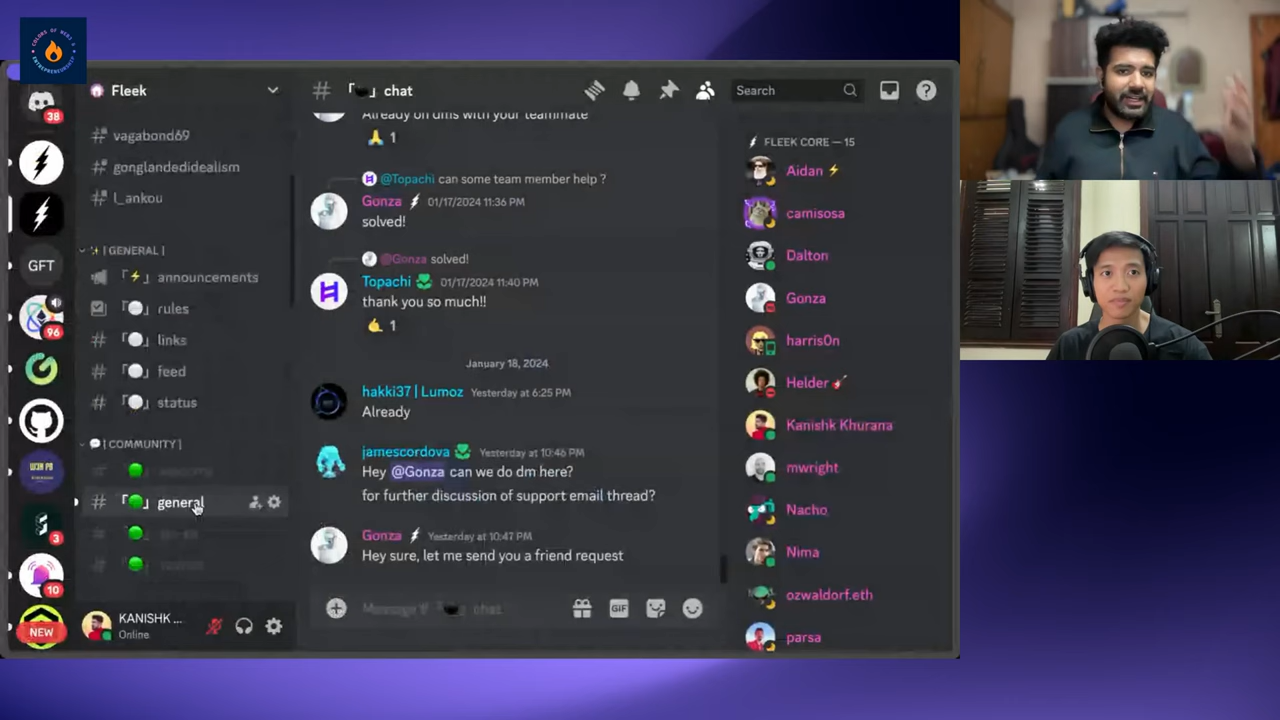 COLORS OF WEB3 &
ENTREPRENEURSHIP
38
GFT
96
3
10
NEW
Fleek
vagabond69
gonglandedidealism
l_ankou
[ GENERAL ]
「⚡」 announcements
「⚪」 rules
「⚪」 links
「⚪」 feed
「⚪」 status
[ COMMUNITY ]
「🟢」 general
KANISHK ...
Online
「⚫」 chat
Search
Already on dms with your teammate
🙏 1
@Topachi can some team member help ?
Gonza ⚡ 01/17/2024 11:36 PM
solved!
@Gonza solved!
Topachi 01/17/2024 11:40 PM
thank you so much!!
1
January 18, 2024
hakki37 | Lumoz Yesterday at 6:25 PM
Already
jamescordova Yesterday at 10:46 PM
Hey @Gonza can we do dm here?
for further discussion of support email thread?
Gonza ⚡ Yesterday at 10:47 PM
Hey sure, let me send you a friend request
Message # chat
GIF
⚡ FLEEK CORE — 15
Aidan ⚡
camisosa
Dalton
Gonza
harris0n
Helder 🎸
Kanishk Khurana
mwright
Nacho
Nima
ozwaldorf.eth
parsa